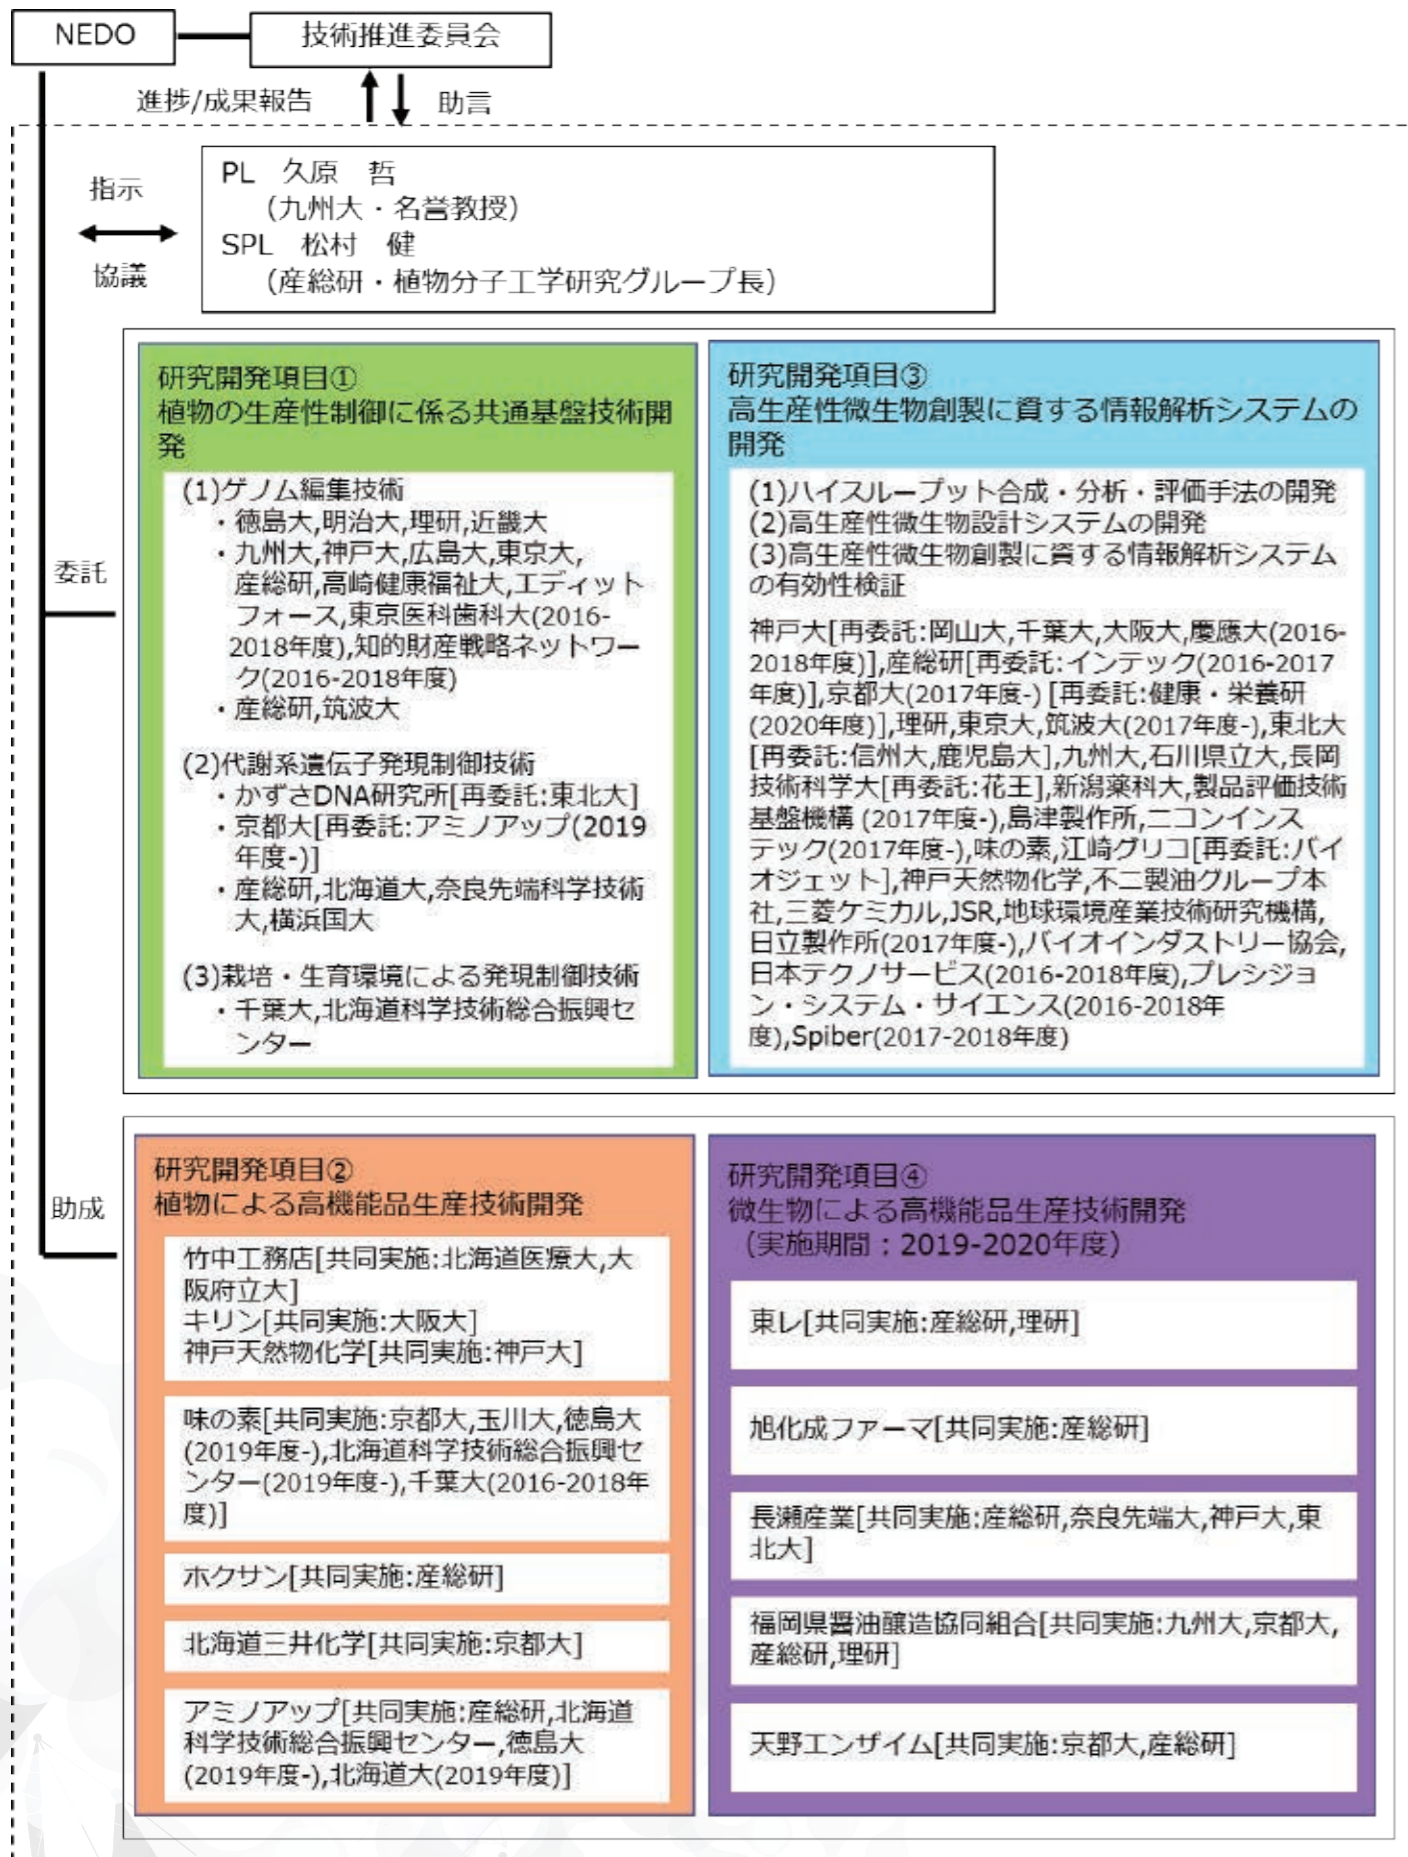 NEDO
技術推進委員会
進捗/成果報告
助言
指示
協議
PL　久原　哲
（九州大・名誉教授）
SPL　松村　健
（産総研・植物分子工学研究グループ長）
委託
研究開発項目①
植物の生産性制御に係る共通基盤技術開
発
(1)ゲノム編集技術
・徳島大,明治大,理研,近畿大
・九州大,神戸大,広島大,東京大,
産総研,高崎健康福祉大,エディット
フォース,東京医科歯科大(2016-
2018年度),知的財産戦略ネットワー
ク(2016-2018年度)
・産総研,筑波大
(2)代謝系遺伝子発現制御技術
・かずさDNA研究所[再委託:東北大]
・京都大[再委託:アミノアップ(2019
年度-)]
・産総研,北海道大,奈良先端科学技術
大,横浜国大
(3)栽培・生育環境による発現制御技術
・千葉大,北海道科学技術総合振興セ
ンター
研究開発項目③
高生産性微生物創製に資する情報解析システムの
開発
(1)ハイスループット合成・分析・評価手法の開発
(2)高生産性微生物設計システムの開発
(3)高生産性微生物創製に資する情報解析システム
の有効性検証
神戸大[再委託:岡山大,千葉大,大阪大,慶應大(2016-
2018年度)],産総研[再委託:インテック(2016-2017
年度)],京都大(2017年度-) [再委託:健康・栄養研
(2020年度)],理研,東京大,筑波大(2017年度-),東北大
[再委託:信州大,鹿児島大],九州大,石川県立大,長岡
技術科学大[再委託:花王],新潟薬科大,製品評価技術
基盤機構 (2017年度-),島津製作所,ニコンインス
テック(2017年度-),味の素,江崎グリコ[再委託:バイ
オジェット],神戸天然物化学,不二製油グループ本
社,三菱ケミカル,JSR,地球環境産業技術研究機構,
日立製作所(2017年度-),バイオインダストリー協会,
日本テクノサービス(2016-2018年度),プレシジョ
ン・システム・サイエンス(2016-2018年
度),Spiber(2017-2018年度)
助成
研究開発項目②
植物による高機能品生産技術開発
竹中工務店[共同実施:北海道医療大,大
阪府立大]
キリン[共同実施:大阪大]
神戸天然物化学[共同実施:神戸大]
味の素[共同実施:京都大,玉川大,徳島大
(2019年度-),北海道科学技術総合振興セ
ンター(2019年度-),千葉大(2016-2018年
度)]
ホクサン[共同実施:産総研]
北海道三井化学[共同実施:京都大]
アミノアップ[共同実施:産総研,北海道
科学技術総合振興センター,徳島大
(2019年度-),北海道大(2019年度)]
研究開発項目④
微生物による高機能品生産技術開発
（実施期間：2019-2020年度）
東レ[共同実施:産総研,理研]
旭化成ファーマ[共同実施:産総研]
長瀬産業[共同実施:産総研,奈良先端大,神戸大,東
北大]
福岡県醤油醸造協同組合[共同実施:九州大,京都大,
産総研,理研]
天野エンザイム[共同実施:京都大,産総研]